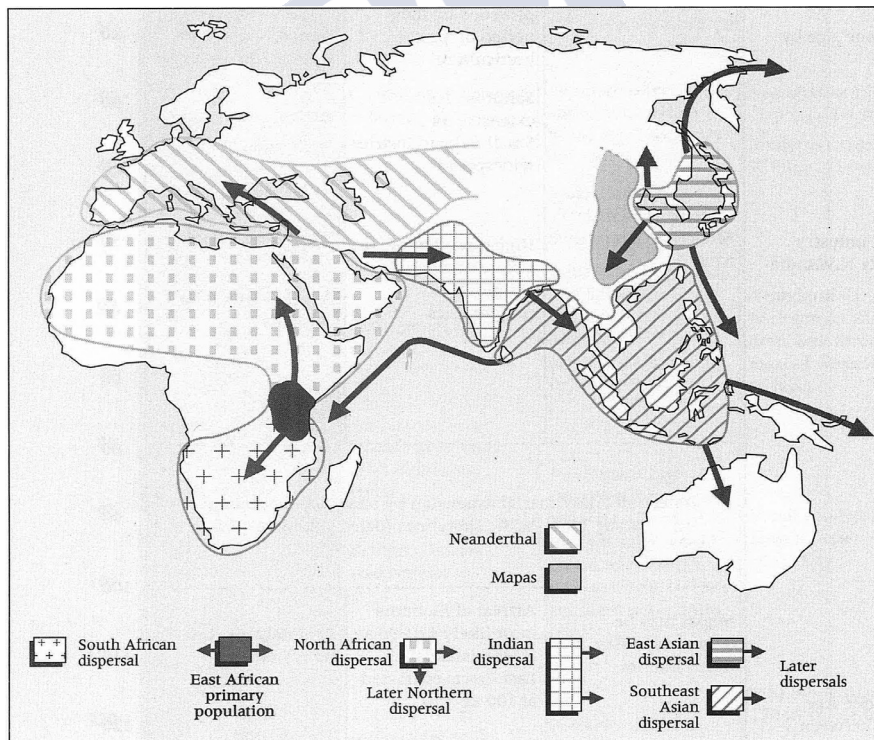 Neanderthal
Mapas
South African
dispersal
East African
primary
population
North African
dispersal
Later Northern
dispersal
Indian
dispersal
East Asian
dispersal
Southeast
Asian
dispersal
Later
dispersals